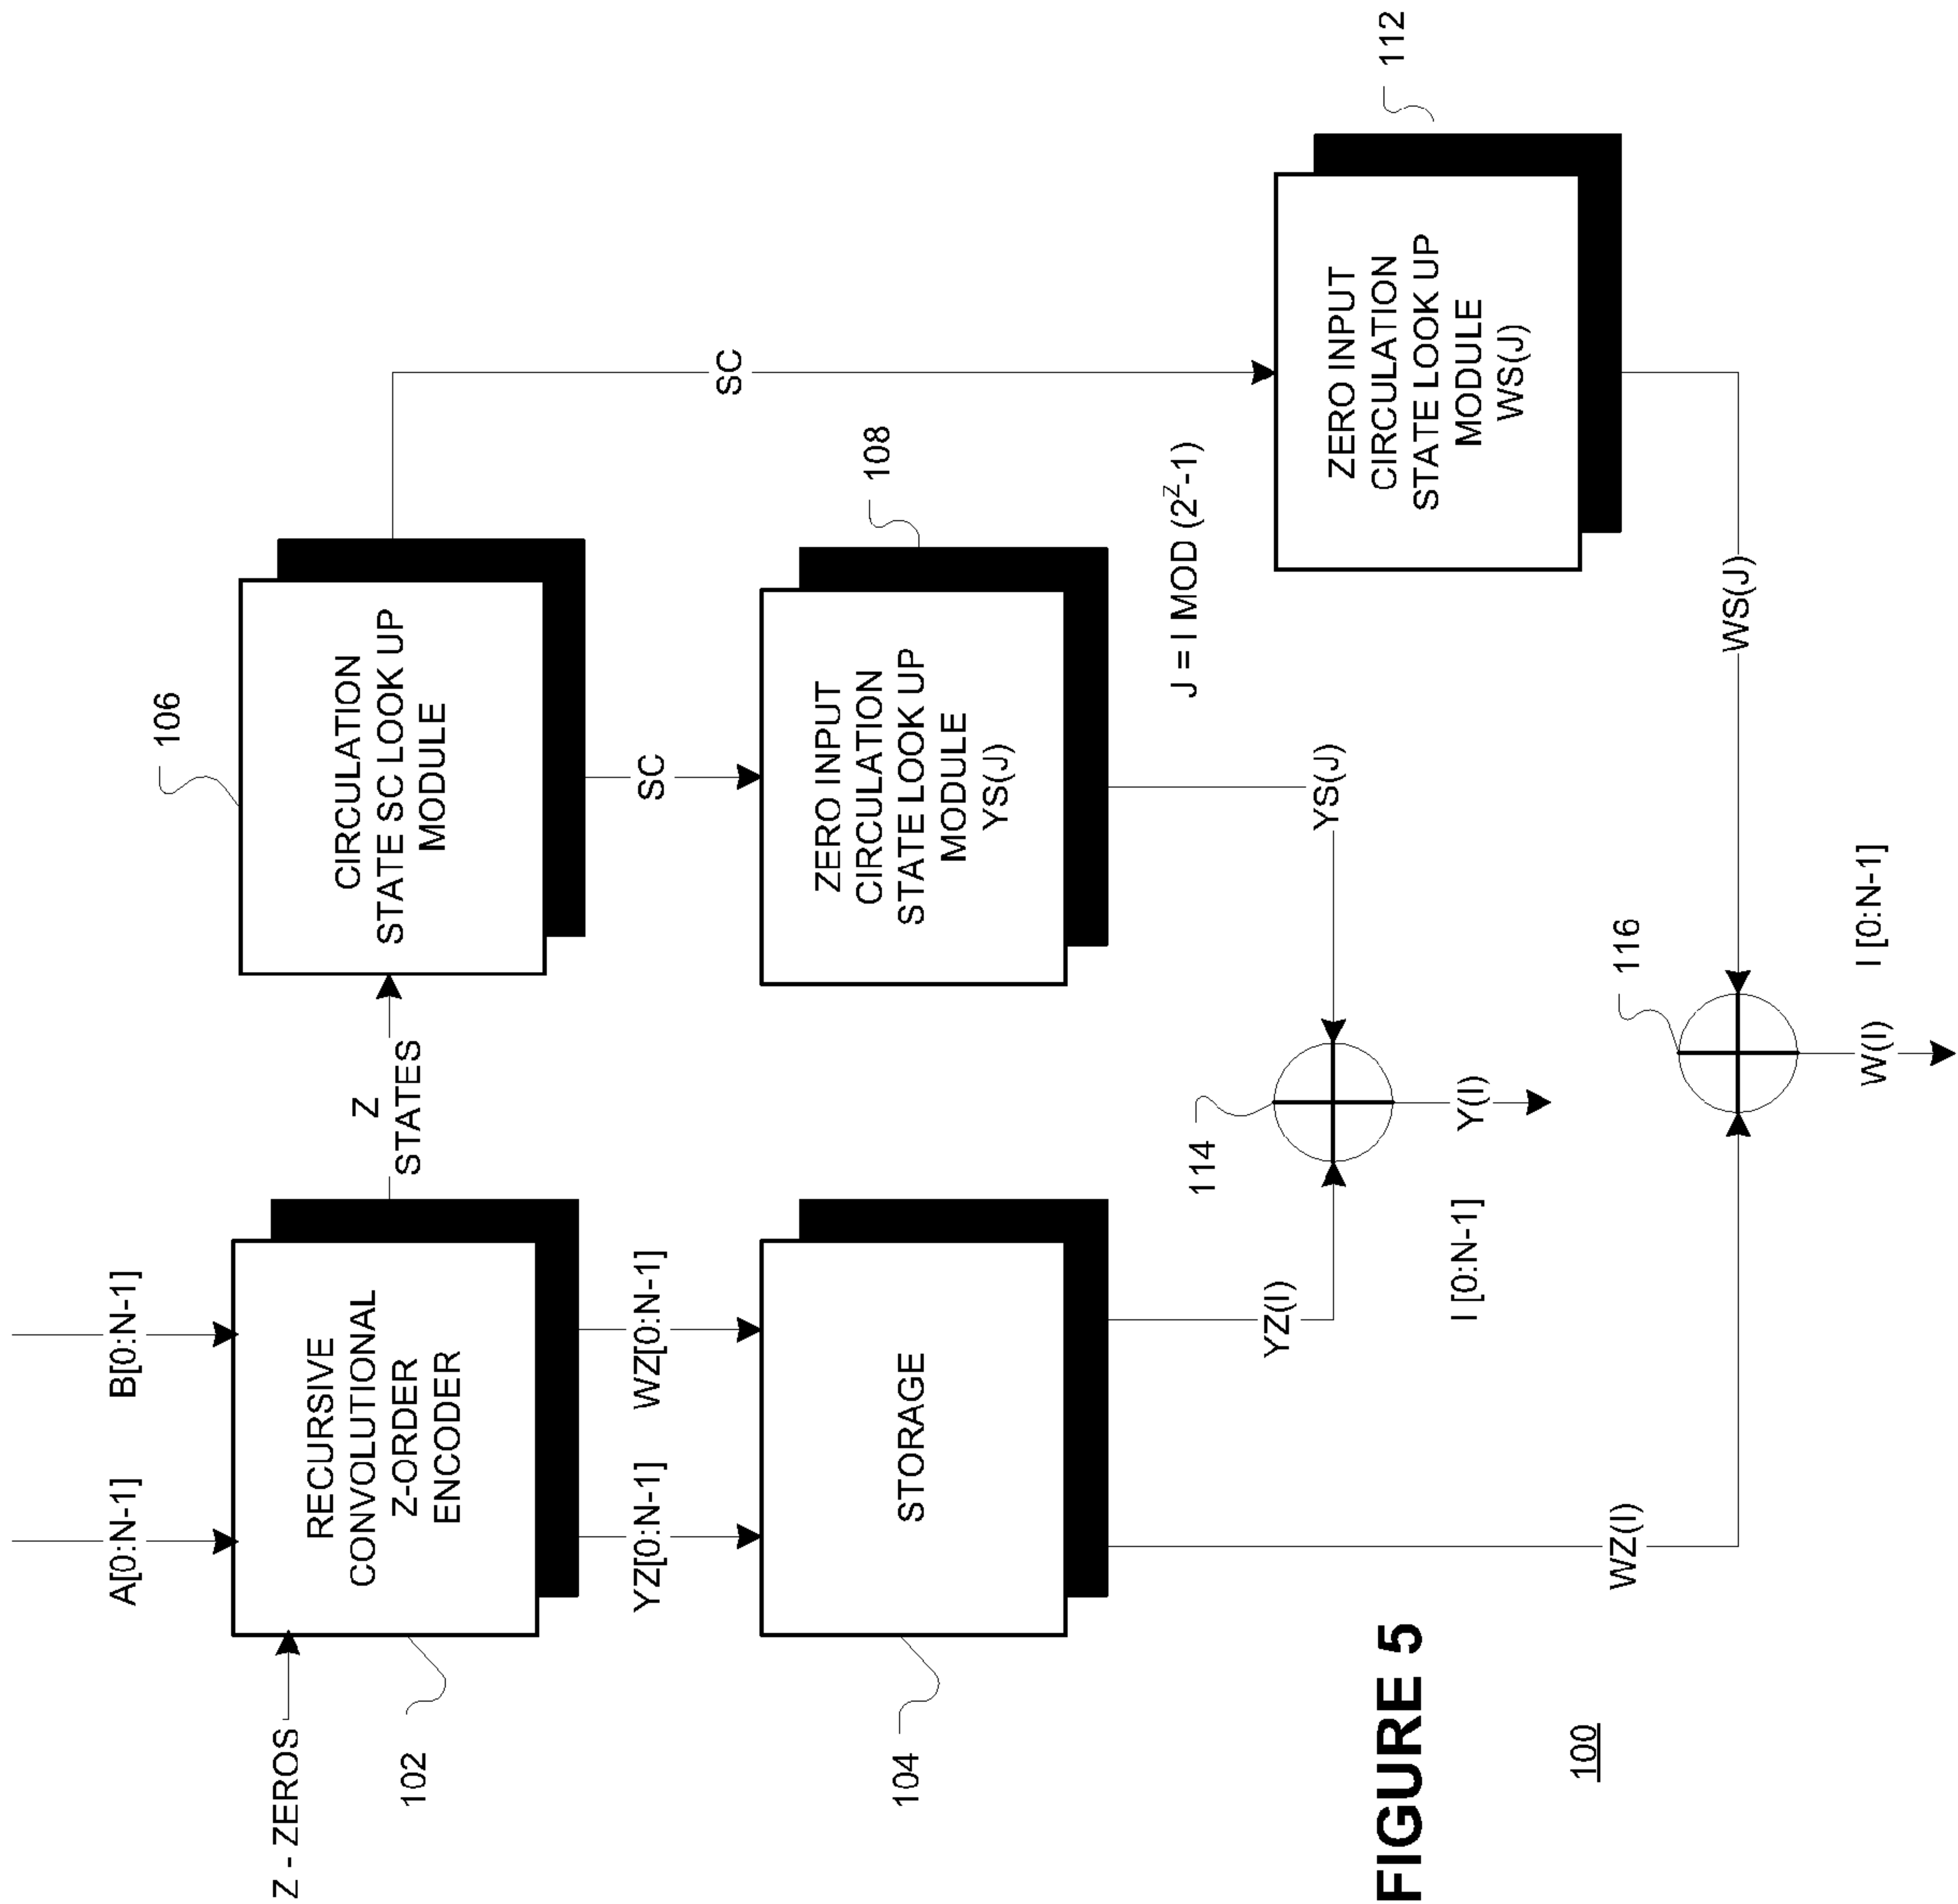 A[0:N-1]
B[0:N-1]
Z - ZEROS
RECURSIVE
CONVOLUTIONAL
Z-ORDER
ENCODER
102
Z
STATES
106
CIRCULATION
STATE SC LOOK UP
MODULE
SC
SC
YZ[0:N-1]
WZ[0:N-1]
STORAGE
104
ZERO INPUT
CIRCULATION
STATE LOOK UP
MODULE
YS(J)
108
J = I MOD (2^Z-1)
112
ZERO INPUT
CIRCULATION
STATE LOOK UP
MODULE
WS(J)
YZ(I)
114
YS(J)
Y(I)
I [0:N-1]
WZ(I)
116
WS(J)
W(I)
I [0:N-1]
FIGURE 5
100